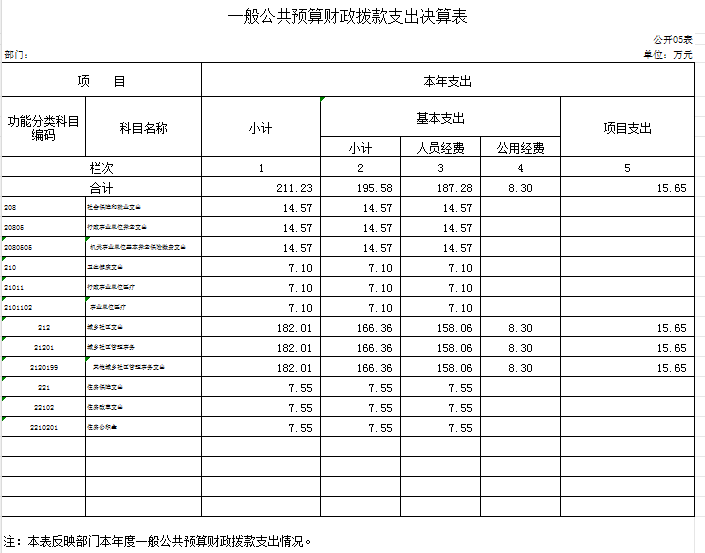 一般公共预算财政拨款支出决算表
公开05表
部门： 单位：万元
项 目 本年支出
功能分类科目编码 科目名称 小计 基本支出 项目支出
小计 人员经费 公用经费
栏次 1 2 3 4 5
合计 211.23 195.58 187.28 8.30 15.65
208 社会保障和就业支出 14.57 14.57 14.57
20805 行政事业单位养老支出 14.57 14.57 14.57
2080505 机关事业单位基本养老保险缴费支出 14.57 14.57 14.57
210 卫生健康支出 7.10 7.10 7.10
21011 行政事业单位医疗 7.10 7.10 7.10
2101102 事业单位医疗 7.10 7.10 7.10
212 城乡社区支出 182.01 166.36 158.06 8.30 15.65
21201 城乡社区管理事务 182.01 166.36 158.06 8.30 15.65
2120199 其他城乡社区管理事务支出 182.01 166.36 158.06 8.30 15.65
221 住房保障支出 7.55 7.55 7.55
22102 住房改革支出 7.55 7.55 7.55
2210201 住房公积金 7.55 7.55 7.55
注：本表反映部门本年度一般公共预算财政拨款支出情况。